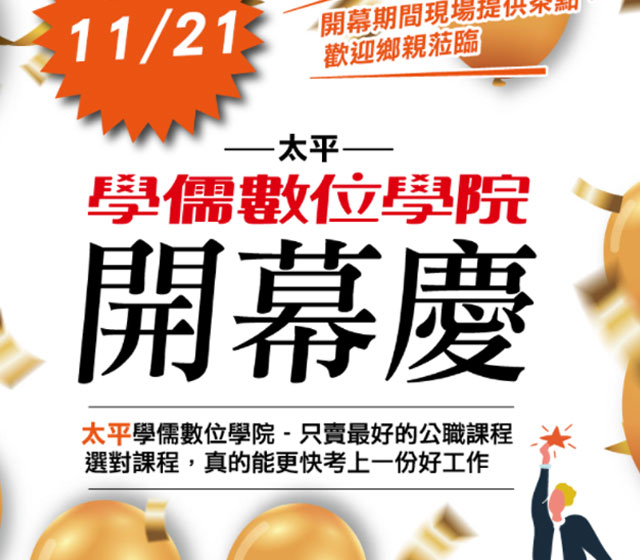 11/21
開幕期間現場提供茶點，
歡迎鄉親蒞臨
太平
學儒數位學院
開幕慶
太平學儒數位學院 - 只賣最好的公職課程
選對課程，真的能更快考上一份好工作